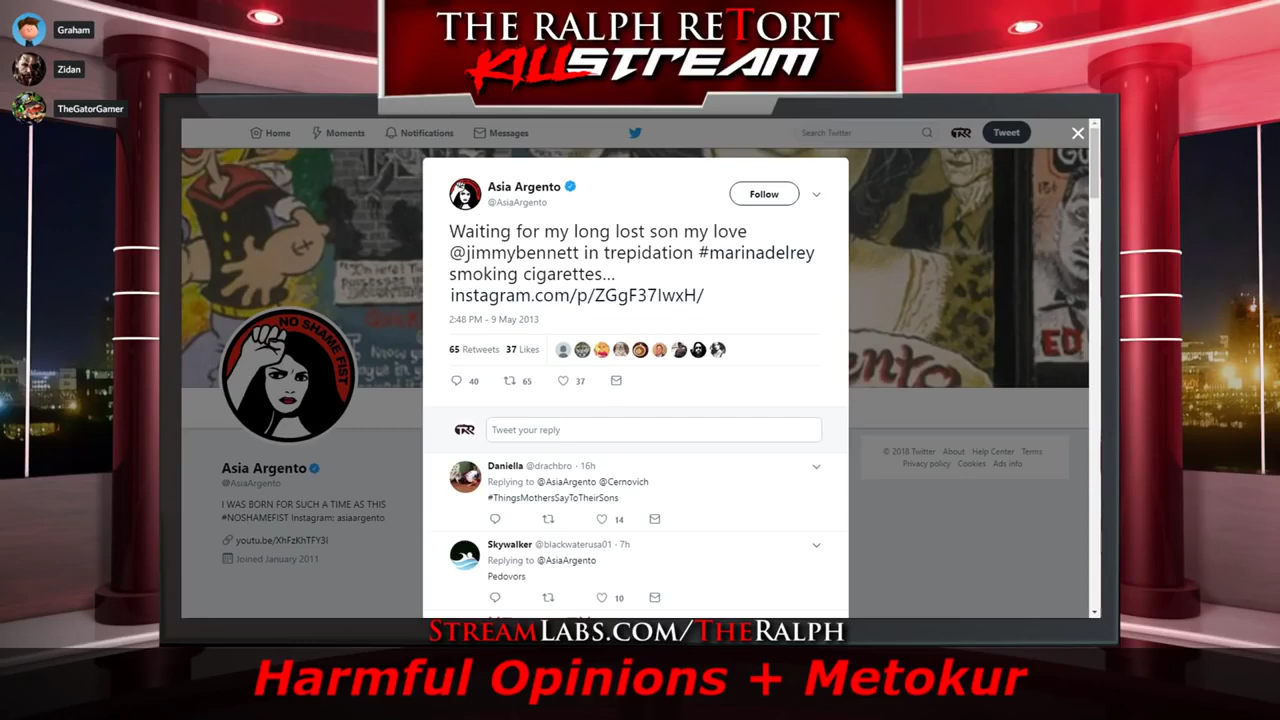 THE RALPH RETORT
KILLSTREAM
Graham
Zidan
TheGatorGamer
Home Moments Notifications Messages Search Twitter TRR Tweet
Asia Argento
@AsiaArgento
Follow
Waiting for my long lost son my love
@jimmybennett in trepidation #marinadelrey
smoking cigarettes...
instagram.com/p/ZGgF37IwxH/
2:48 PM - 9 May 2013
65 Retweets 37 Likes
40 65 37
TRR Tweet your reply
Daniella @drachbro · 16h
Replying to @AsiaArgento @Cernovich
#ThingsMothersSayToTheirSons
14
Skywalker @blackwaterusa01 · 7h
Replying to @AsiaArgento
Pedovors
10
NO SHAME FIST
Asia Argento
@AsiaArgento
I WAS BORN FOR SUCH A TIME AS THIS
#NOSHAMEFIST Instagram: asiaargento
youtu.be/XhFzKhTFY3I
Joined January 2011
© 2018 Twitter About Help Center Terms
Privacy policy Cookies Ads info
15¢
ED
STREAMLABS.COM/THERALPH
Harmful Opinions + Metokur